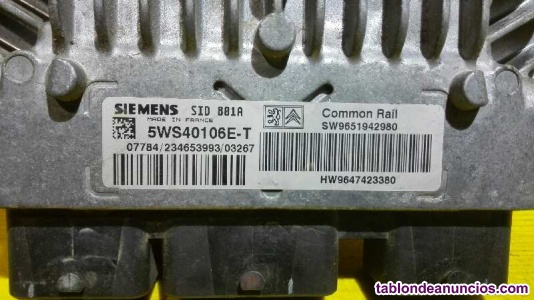 SIEMENS SID 801A
MADE IN FRANCE
5WS40106E-T
07784/234653993/03267
Common Rail
SW9651942980
HW9647423380
tablondeanuncios.com